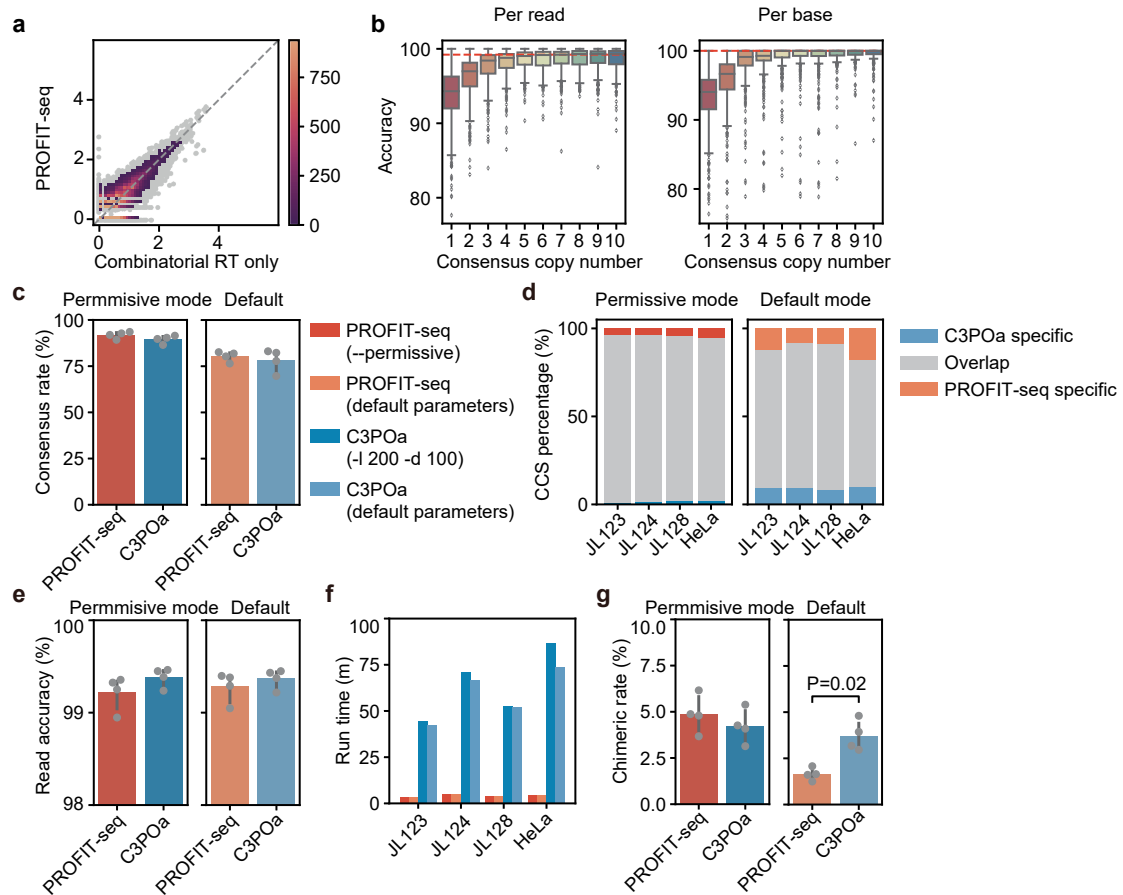 a
PROFIT-seq
4
2
0
0
2
4
Combinatorial RT only
750
500
250
0
b
Per read
Per base
Accuracy
100
90
80
1 2 3 4 5 6 7 8 9 10
Consensus copy number
100
90
80
1 2 3 4 5 6 7 8 9 10
Consensus copy number
c
Permmisive mode
Default
Consensus rate (%)
100
75
50
25
0
PROFIT-seq
C3POa
PROFIT-seq
C3POa
PROFIT-seq
(--permissive)
PROFIT-seq
(default parameters)
C3POa
(-l 200 -d 100)
C3POa
(default parameters)
d
Permissive mode
Default mode
CCS percentage (%)
100
50
0
JL123
JL124
JL128
HeLa
JL123
JL124
JL128
HeLa
C3POa specific
Overlap
PROFIT-seq specific
e
Permmisive mode
Default
Read accuracy (%)
100
99
98
PROFIT-seq
C3POa
PROFIT-seq
C3POa
f
Run time (m)
100
75
50
25
0
JL123
JL124
JL128
HeLa
g
Permmisive mode
Default
Chimeric rate (%)
10.0
7.5
5.0
2.5
0.0
P=0.02
PROFIT-seq
C3POa
PROFIT-seq
C3POa